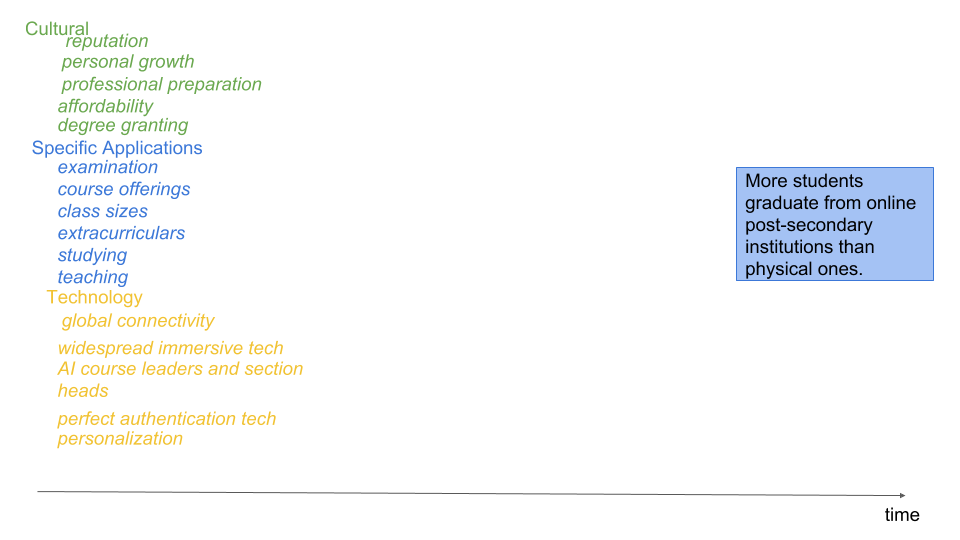 Cultural
reputation
personal growth
professional preparation
affordability
degree granting
Specific Applications
examination
course offerings
class sizes
extracurriculars
studying
teaching
Technology
global connectivity
widespread immersive tech
AI course leaders and section
heads
perfect authentication tech
personalization
More students
graduate from online
post-secondary
institutions than
physical ones.
time